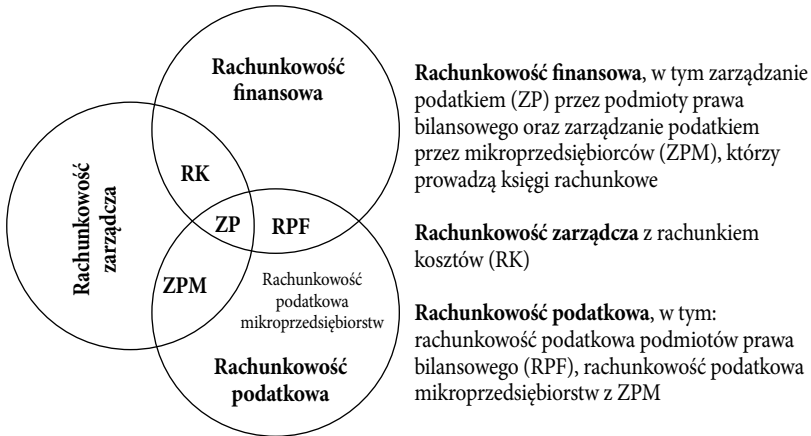 Rachunkowość
finansowa
Rachunkowość
zarządcza
RK
ZP
RPF
ZPM
Rachunkowość
podatkowa
mikroprzedsiębiorstw
Rachunkowość
podatkowa
Rachunkowość finansowa, w tym zarządzanie
podatkiem (ZP) przez podmioty prawa
bilansowego oraz zarządzanie podatkiem
przez mikroprzedsiębiorców (ZPM), którzy
prowadzą księgi rachunkowe
Rachunkowość zarządcza z rachunkiem
kosztów (RK)
Rachunkowość podatkowa, w tym:
rachunkowość podatkowa podmiotów prawa
bilansowego (RPF), rachunkowość podatkowa
mikroprzedsiębiorstw z ZPM